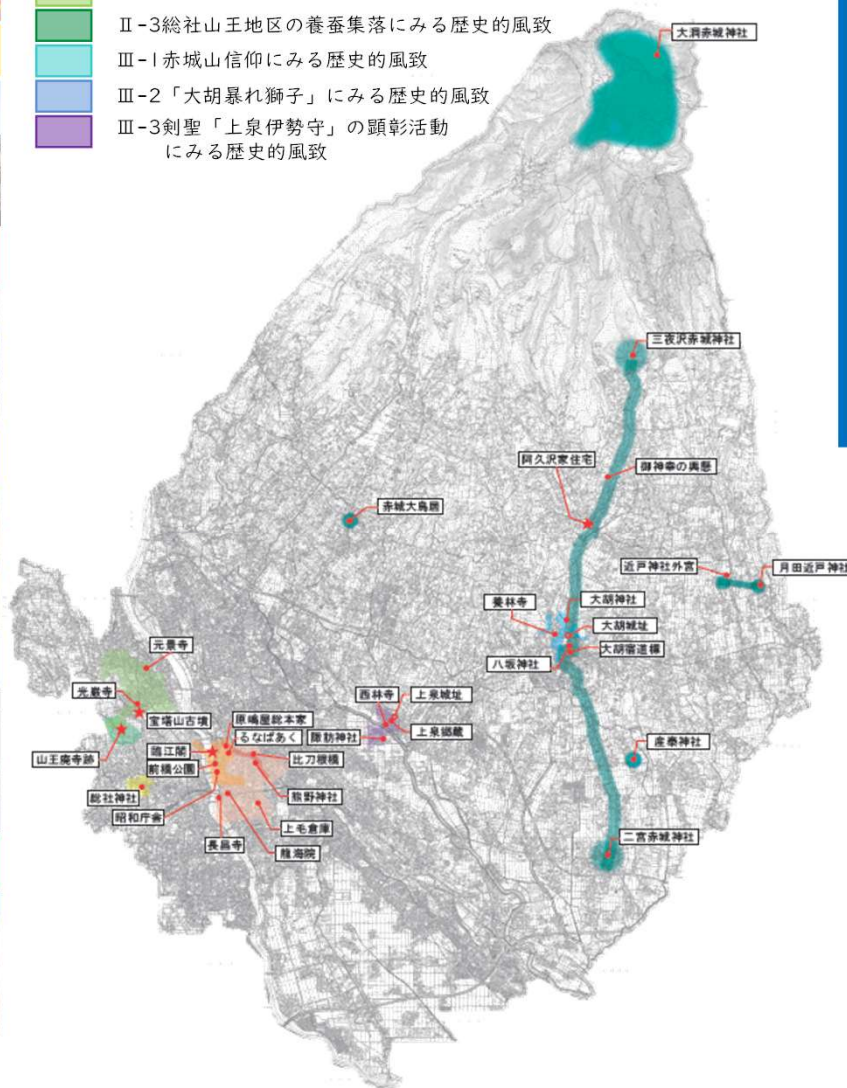 Ⅱ-3総社山王地区の養蚕集落にみる歴史的風致
Ⅲ-1赤城山信仰にみる歴史的風致
Ⅲ-2「大胡暴れ獅子」にみる歴史的風致
Ⅲ-3剣聖「上泉伊勢守」の顕彰活動
にみる歴史的風致
大洞赤城神社
三夜沢赤城神社
阿久沢家住宅
御神幸の奥懸
赤城大鳥居
近戸神社外宮
月田近戸神社
養林寺
大胡神社
大胡城址
大胡宿道標
八坂神社
元景寺
光厳寺
宝塔山古墳
山王廃寺跡
総社神社
原嶋屋総本家
るなぱあく
臨江閣
前橋公園
昭和庁舎
長昌寺
比刀根橋
熊野神社
上毛倉庫
龍海院
西林寺
上泉城址
諏訪神社
上泉郷蔵
産泰神社
二宮赤城神社